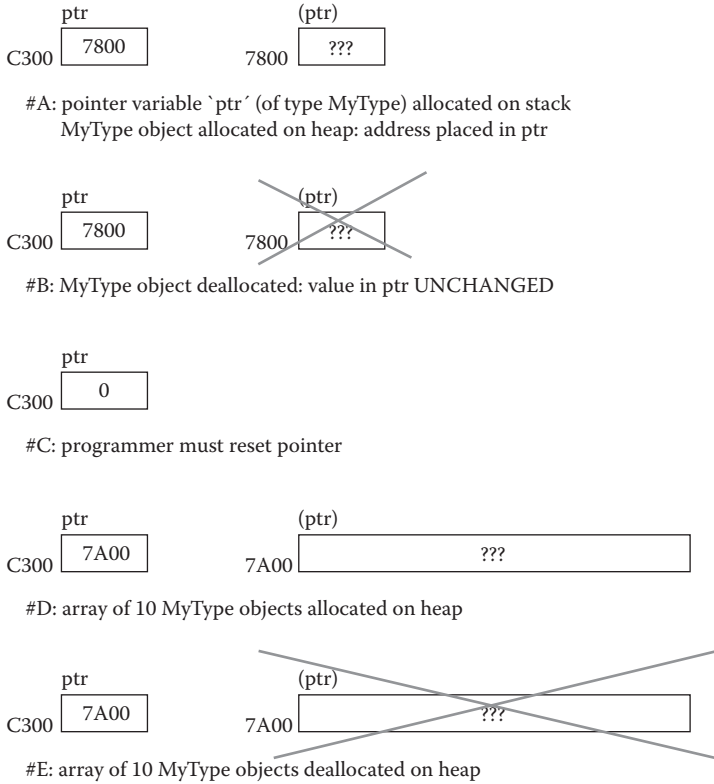 ptr (ptr)
C300 7800 7800 ???
#A: pointer variable `ptr´ (of type MyType) allocated on stack
MyType object allocated on heap: address placed in ptr
ptr (ptr)
C300 7800 7800 ???
#B: MyType object deallocated: value in ptr UNCHANGED
ptr
C300 0
#C: programmer must reset pointer
ptr (ptr)
C300 7A00 7A00 ???
#D: array of 10 MyType objects allocated on heap
ptr (ptr)
C300 7A00 7A00 ???
#E: array of 10 MyType objects deallocated on heap